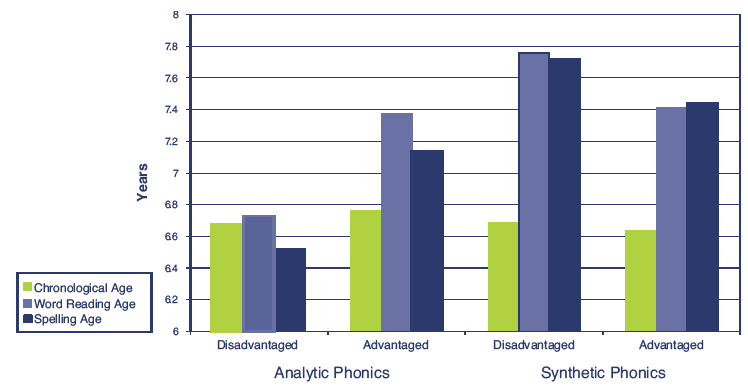 8
7.8
7.6
7.4
7.2
7
6.8
6.6
6.4
6.2
6
Years
Chronological Age
Word Reading Age
Spelling Age
Disadvantaged Advantaged Disadvantaged Advantaged
Analytic Phonics Synthetic Phonics